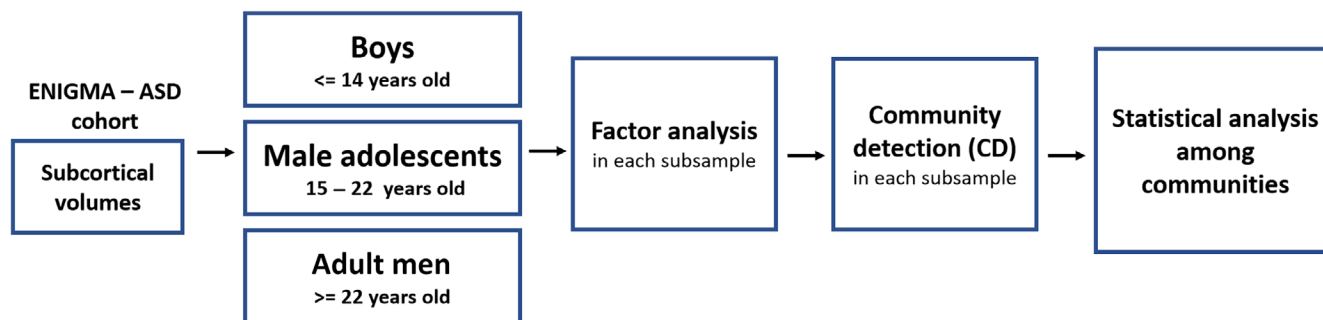 ENIGMA – ASD
cohort
Subcortical
volumes
Boys
<= 14 years old
Male adolescents
15 – 22 years old
Adult men
>= 22 years old
Factor analysis
in each subsample
Community
detection (CD)
in each subsample
Statistical analysis
among
communities